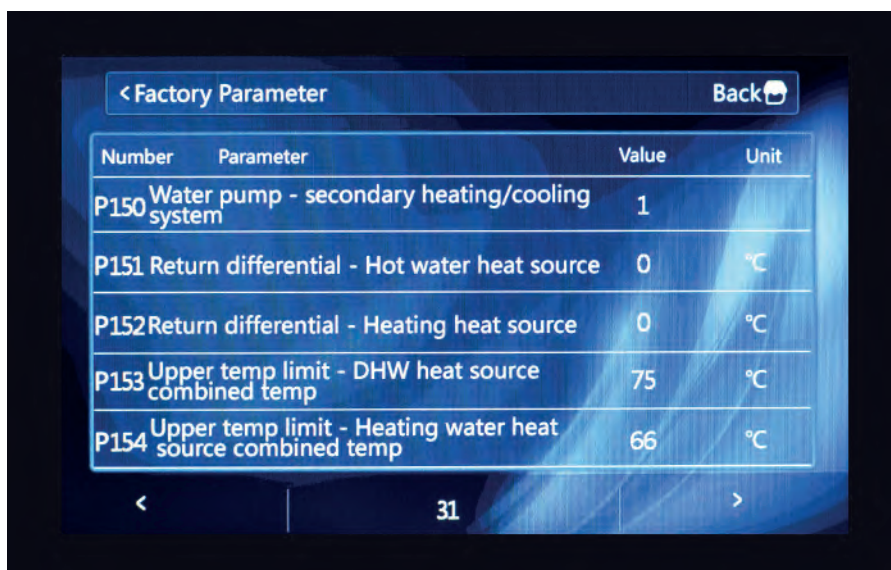 <Factory Parameter Back
Number Parameter Value Unit
P150 Water pump - secondary heating/cooling system 1
P151 Return differential - Hot water heat source 0 °C
P152 Return differential - Heating heat source 0 °C
P153 Upper temp limit - DHW heat source combined temp 75 °C
P154 Upper temp limit - Heating water heat source combined temp 66 °C
< 31 >